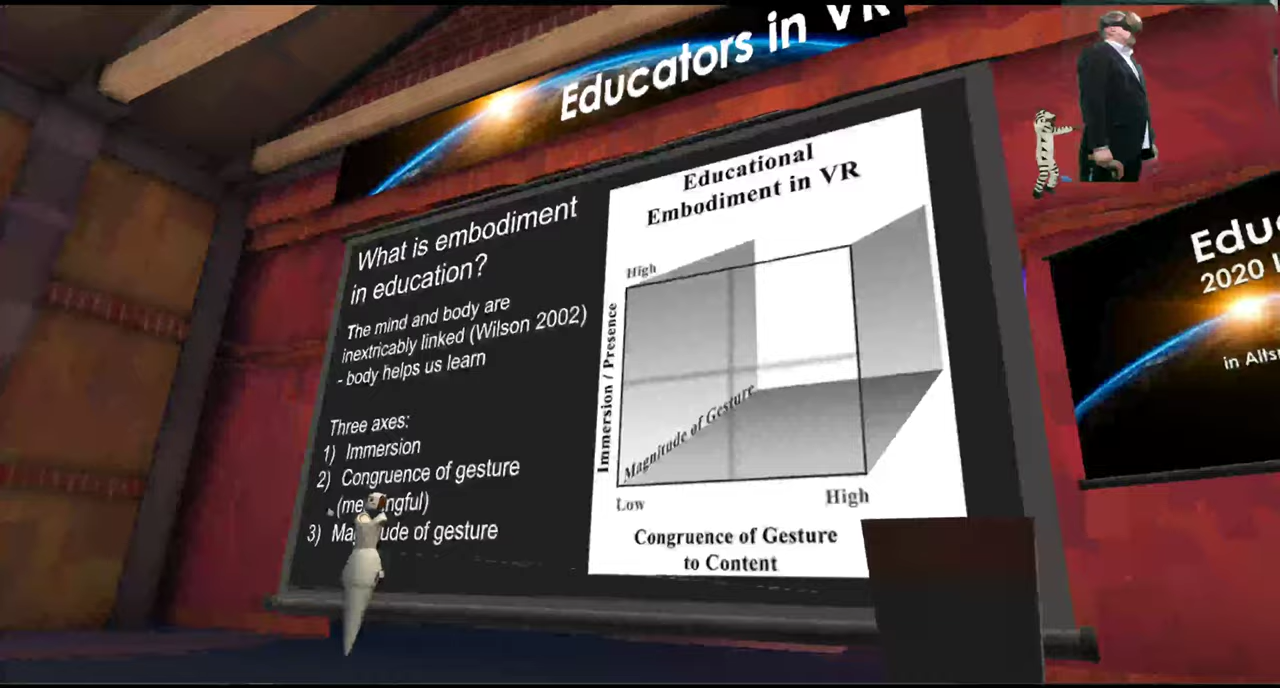 Educators in VR
What is embodiment
in education?
The mind and body are
inextricably linked (Wilson 2002)
- body helps us learn
Three axes:
1) Immersion
2) Congruence of gesture
3) of gesture
Educational
Embodiment in VR
High
Immersion / Presence
Magnitude of Gesture
Low
High
Congruence of Gesture
to Content
Edu
2020
in Alts